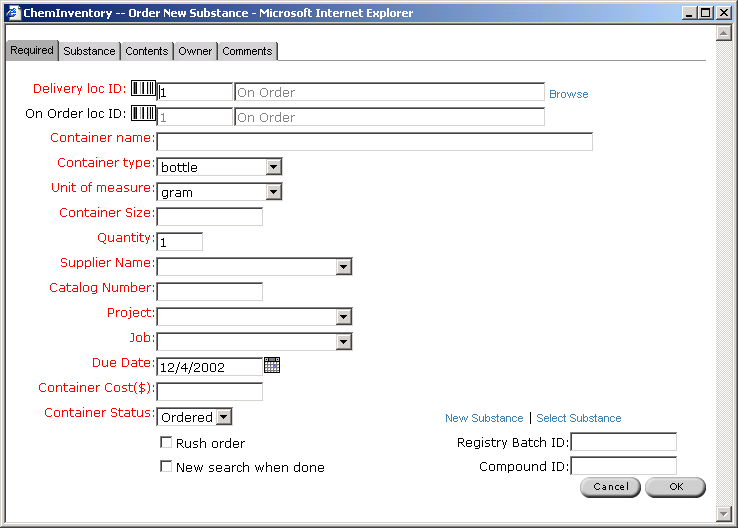 ChemInventory -- Order New Substance - Microsoft Internet Explorer
Required Substance Contents Owner Comments
Delivery loc ID: 1 On Order Browse
On Order loc ID: 1 On Order
Container name:
Container type: bottle
Unit of measure: gram
Container Size:
Quantity: 1
Supplier Name:
Catalog Number:
Project:
Job:
Due Date: 12/4/2002
Container Cost($):
Container Status: Ordered New Substance | Select Substance
Rush order Registry Batch ID:
New search when done Compound ID:
Cancel OK